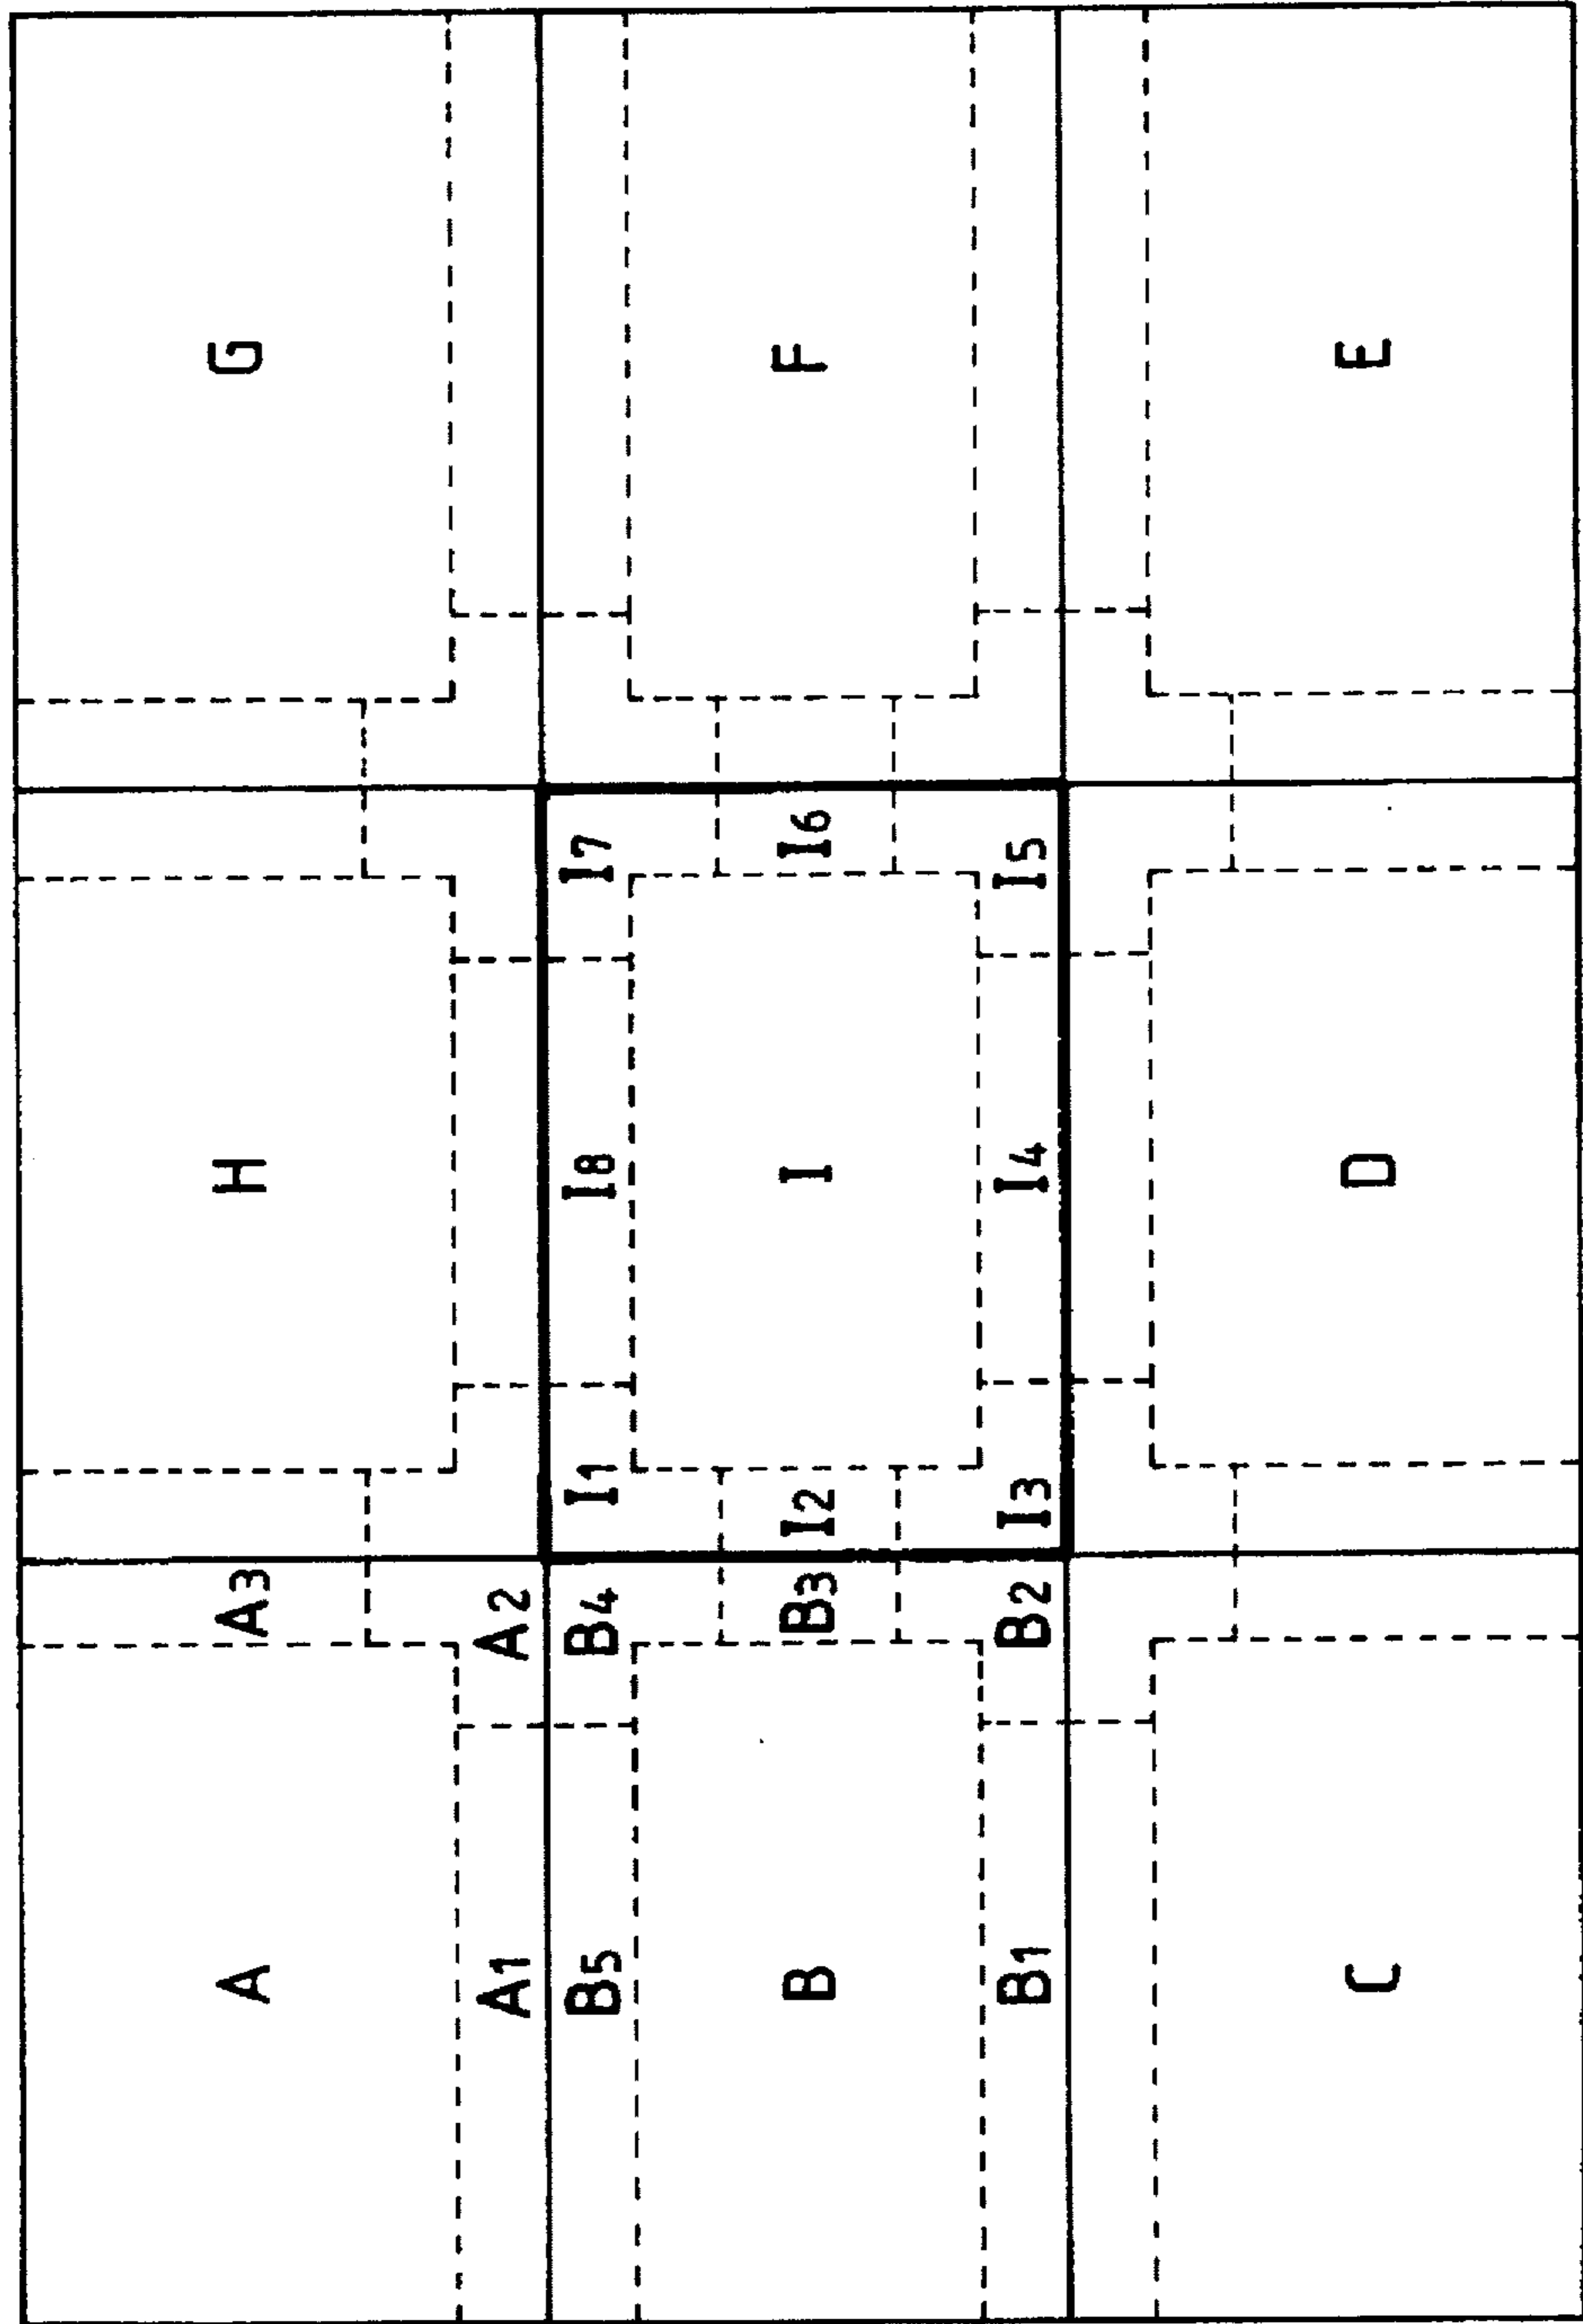 A A3 H G
A1 A2
B5 B4 I1 I8 I7
B B3 I2 I I6 F
B1 B2 I3 I4 I5
C D E